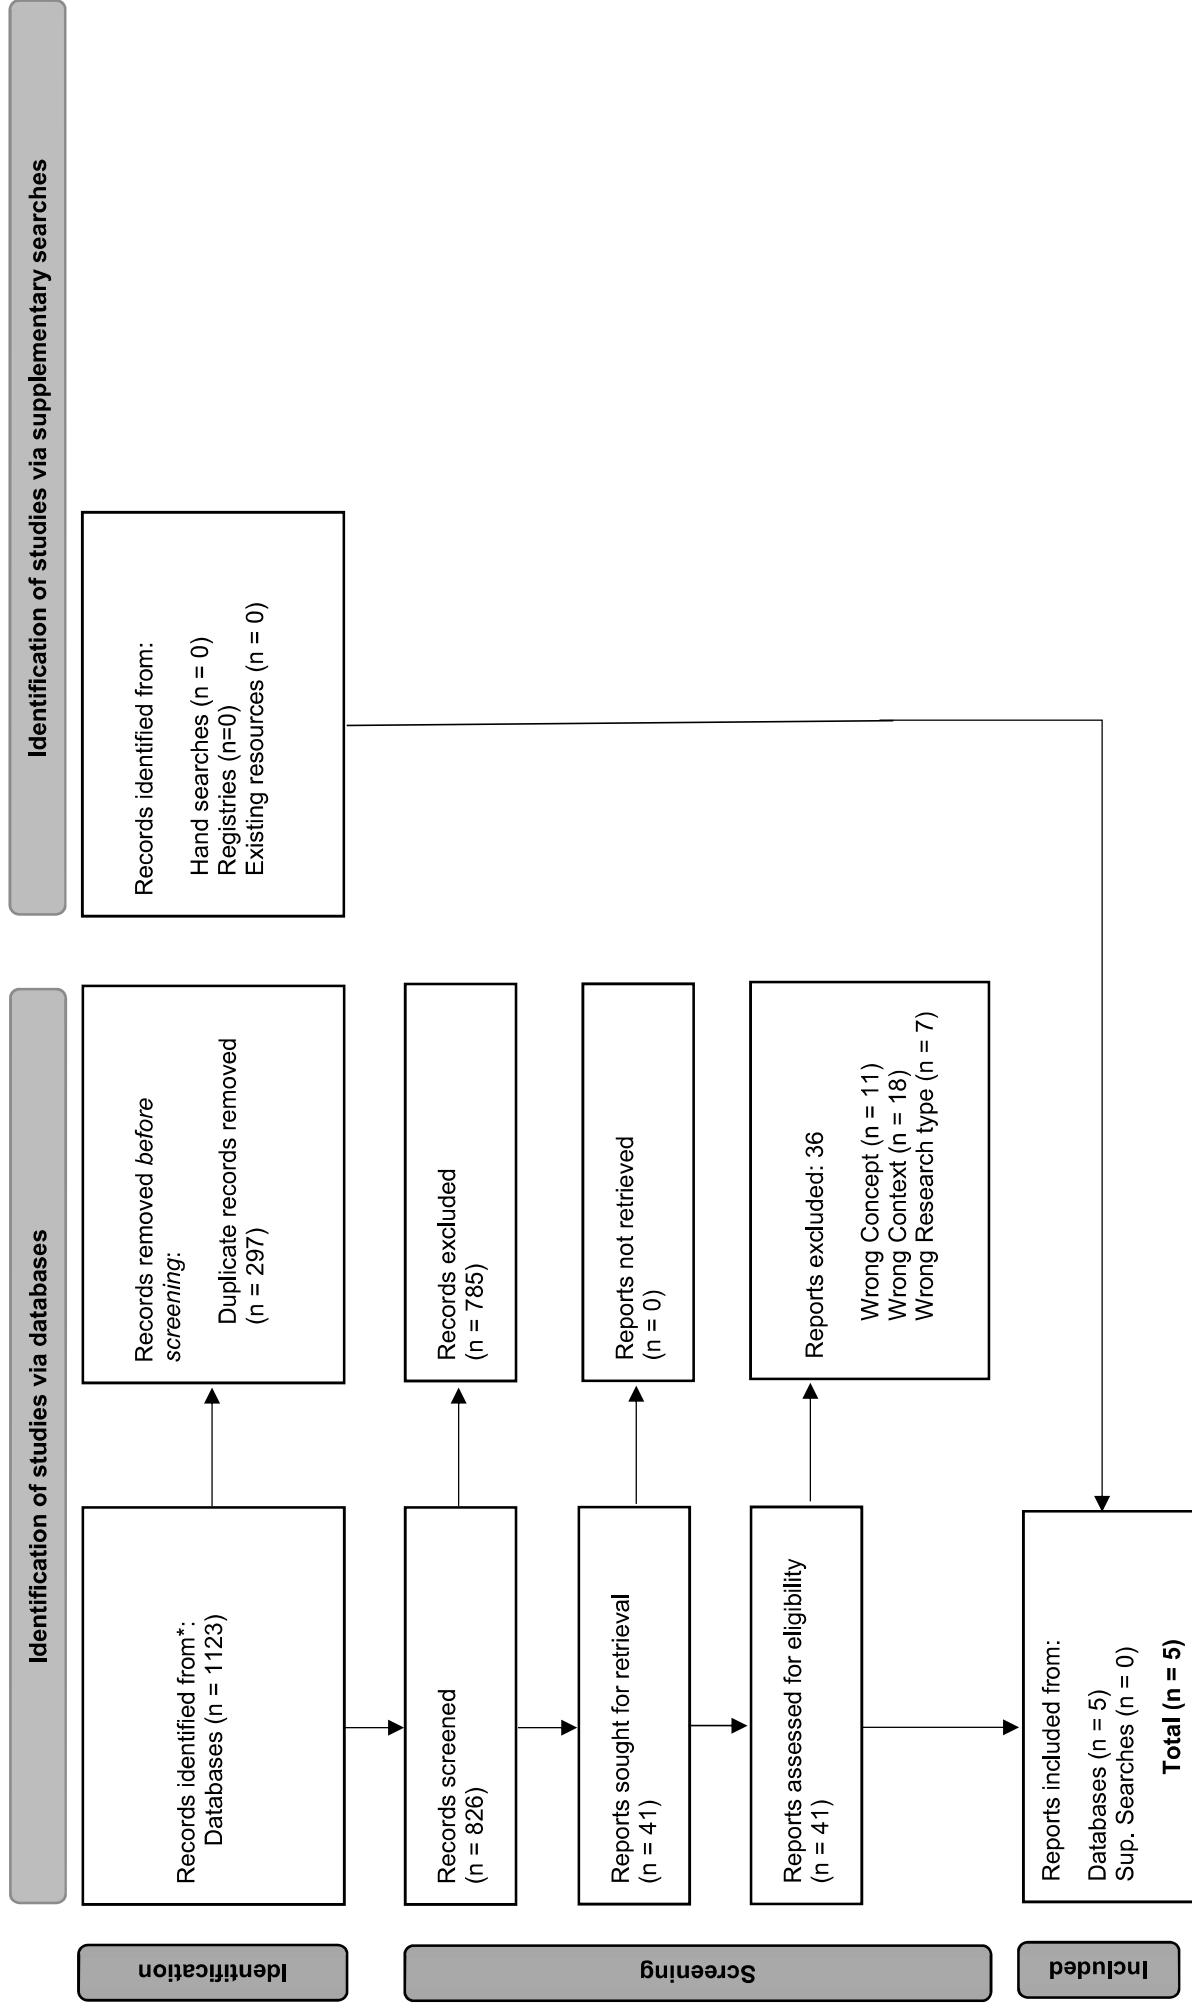 Identification of studies via databases
Identification of studies via supplementary searches
Identification
Records identified from*:
Databases (n = 1123)
Records removed before
screening:
Duplicate records removed
(n = 297)
Records identified from:
Hand searches (n = 0)
Registries (n=0)
Existing resources (n = 0)
Screening
Records screened
(n = 826)
Records excluded
(n = 785)
Reports sought for retrieval
(n = 41)
Reports not retrieved
(n = 0)
Reports assessed for eligibility
(n = 41)
Reports excluded: 36
Wrong Concept (n = 11)
Wrong Context (n = 18)
Wrong Research type (n = 7)
Included
Reports included from:
Databases (n = 5)
Sup. Searches (n = 0)
Total (n = 5)